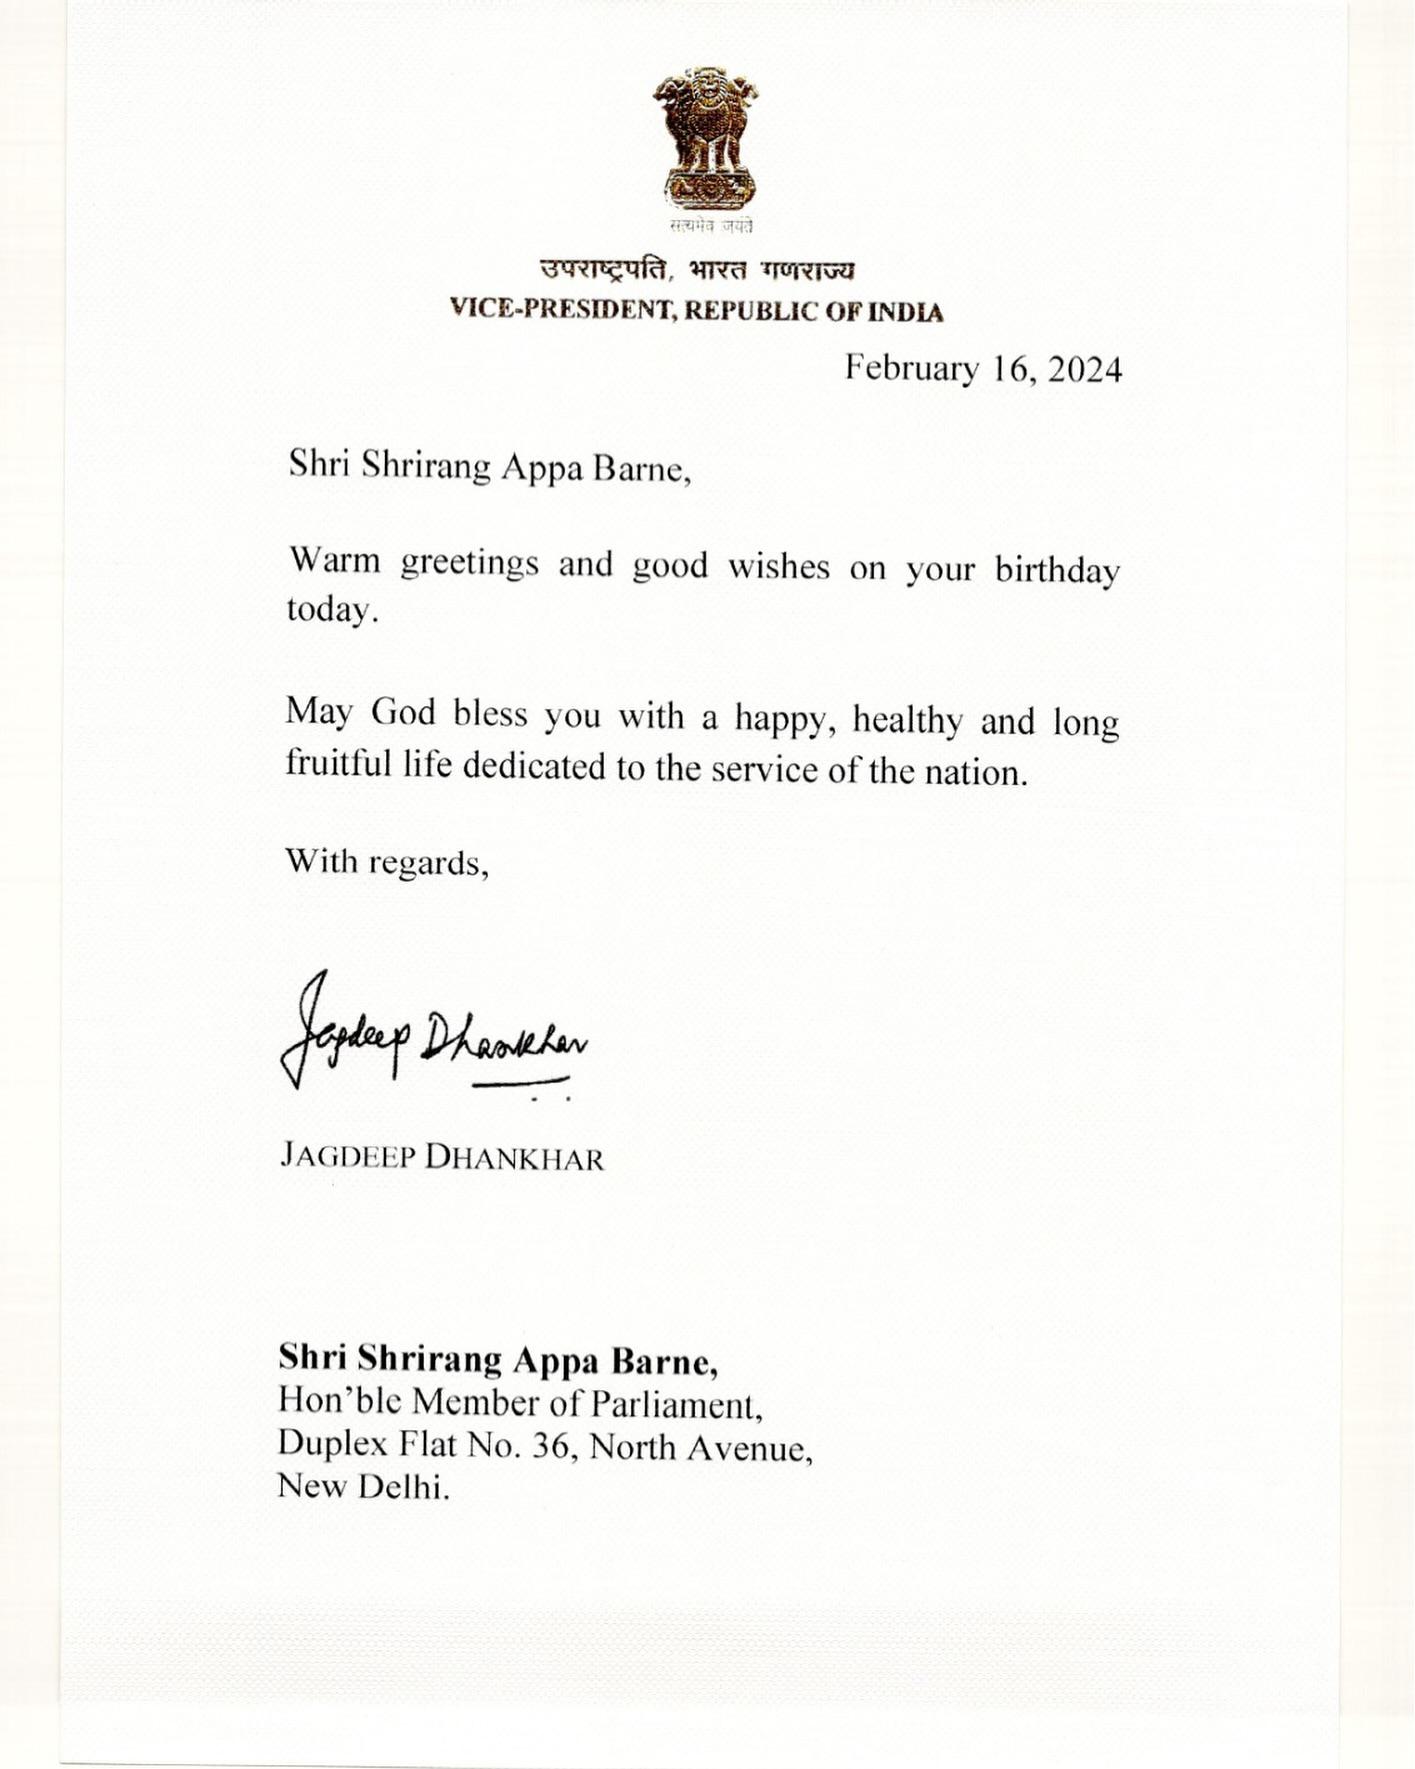 सत्यमेव जयते
उपराष्ट्रपति, भारत गणराज्य
VICE-PRESIDENT, REPUBLIC OF INDIA
February 16, 2024
Shri Shrirang Appa Barne,
Warm greetings and good wishes on your birthday
today.
May God bless you with a happy, healthy and long
fruitful life dedicated to the service of the nation.
With regards,
Jagdeep Dhankhar
JAGDEEP DHANKHAR
Shri Shrirang Appa Barne,
Hon'ble Member of Parliament,
Duplex Flat No. 36, North Avenue,
New Delhi.